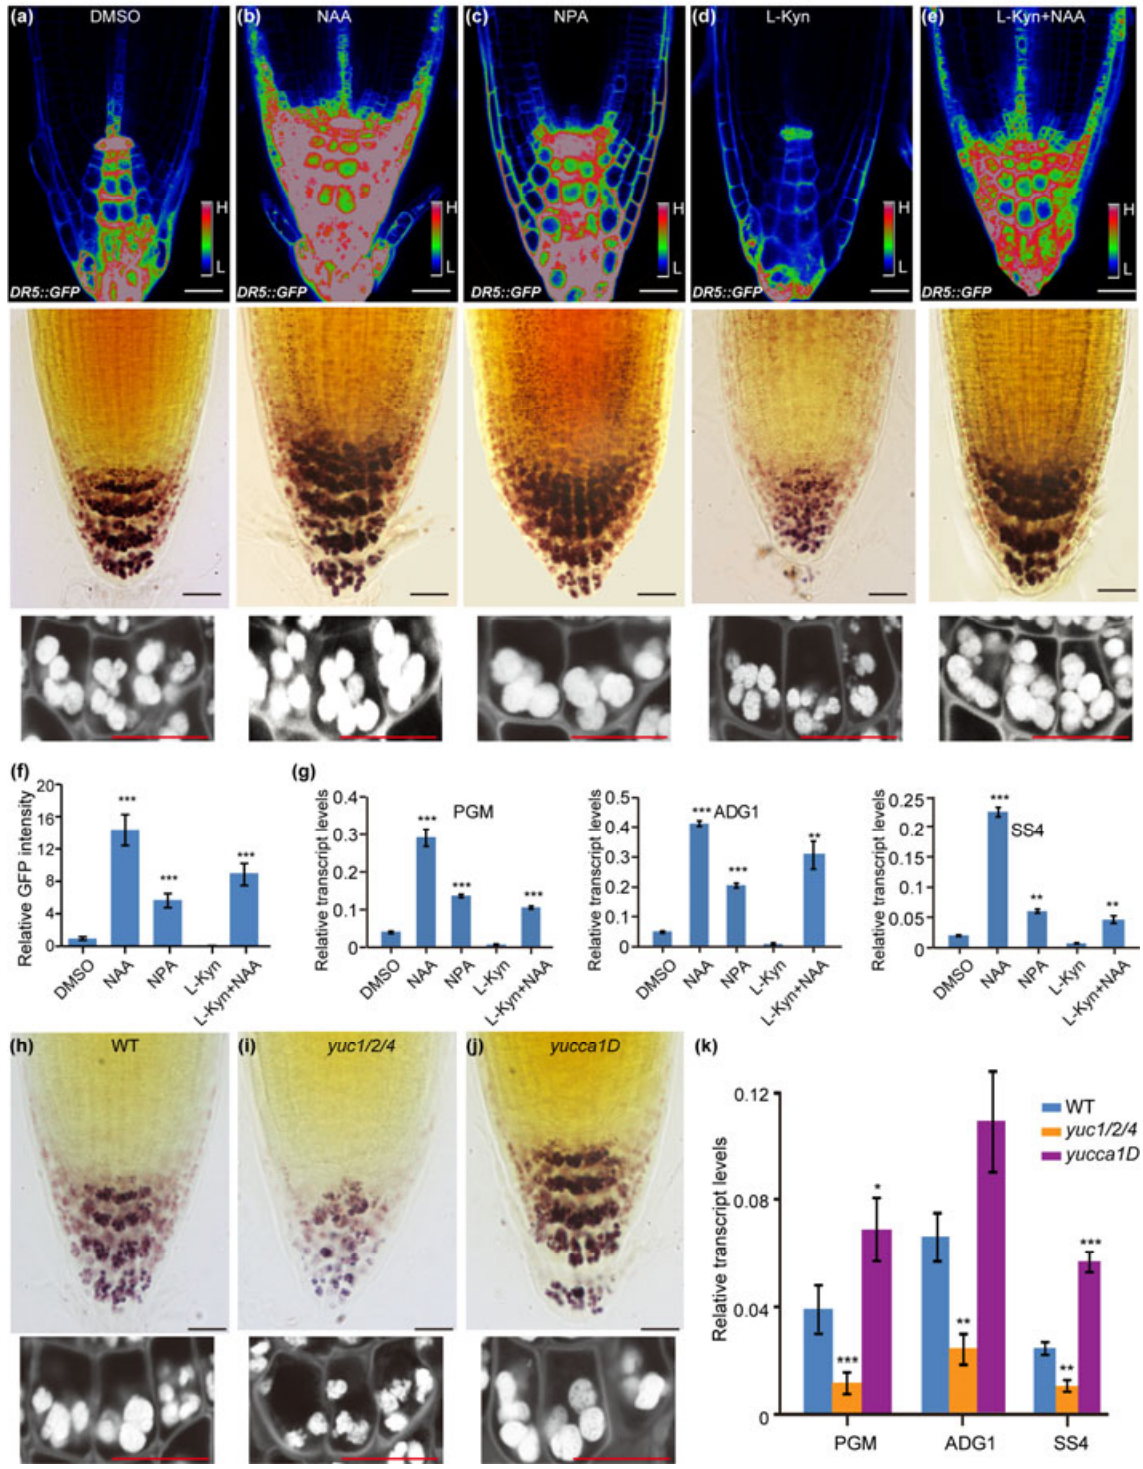 (a) DMSO (b) NAA (c) NPA (d) L-Kyn (e) L-Kyn+NAA
H H H H H
L L L L L
DR5::GFP DR5::GFP DR5::GFP DR5::GFP DR5::GFP
(f)
Relative GFP intensity
20
16
12
8
4
0
*** *** ***
DMSO NAA NPA L-Kyn L-Kyn+NAA
(g)
Relative transcript levels
PGM
0.4
0.3
0.2
0.1
0
*** *** ***
DMSO NAA NPA L-Kyn L-Kyn+NAA
Relative transcript levels
ADG1
0.5
0.4
0.3
0.2
0.1
0
*** *** **
DMSO NAA NPA L-Kyn L-Kyn+NAA
Relative transcript levels
SS4
0.25
0.20
0.15
0.10
0.05
0
*** ** **
DMSO NAA NPA L-Kyn L-Kyn+NAA
(h) WT (i) yuc1/2/4 (j) yucca1D
(k)
Relative transcript levels
0.12
0.08
0.04
0
WT
yuc1/2/4
yucca1D
*** * ** ** ***
PGM ADG1 SS4